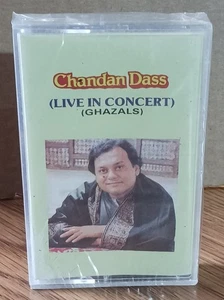 Chandan Dass
(LIVE IN CONCERT)
(GHAZALS)